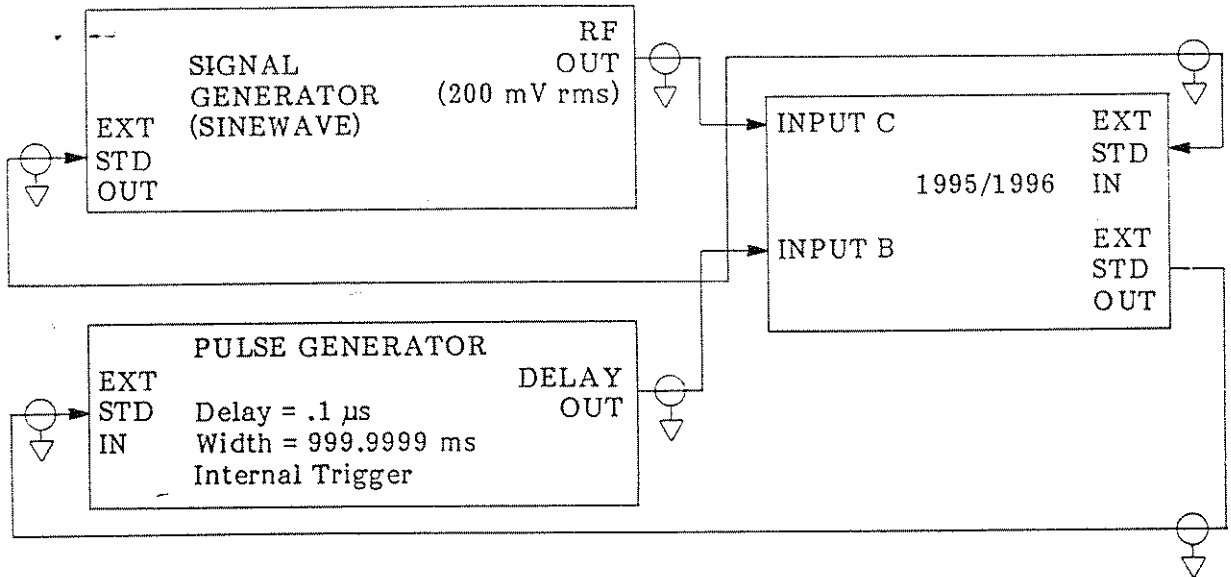 RF
OUT
(200 mV rms)
SIGNAL
GENERATOR
(SINEWAVE)
EXT
STD
OUT
INPUT C
EXT
STD
IN
1995/1996
INPUT B
EXT
STD
OUT
PULSE GENERATOR
EXT
STD
IN
Delay = .1 µs
Width = 999.9999 ms
Internal Trigger
DELAY
OUT